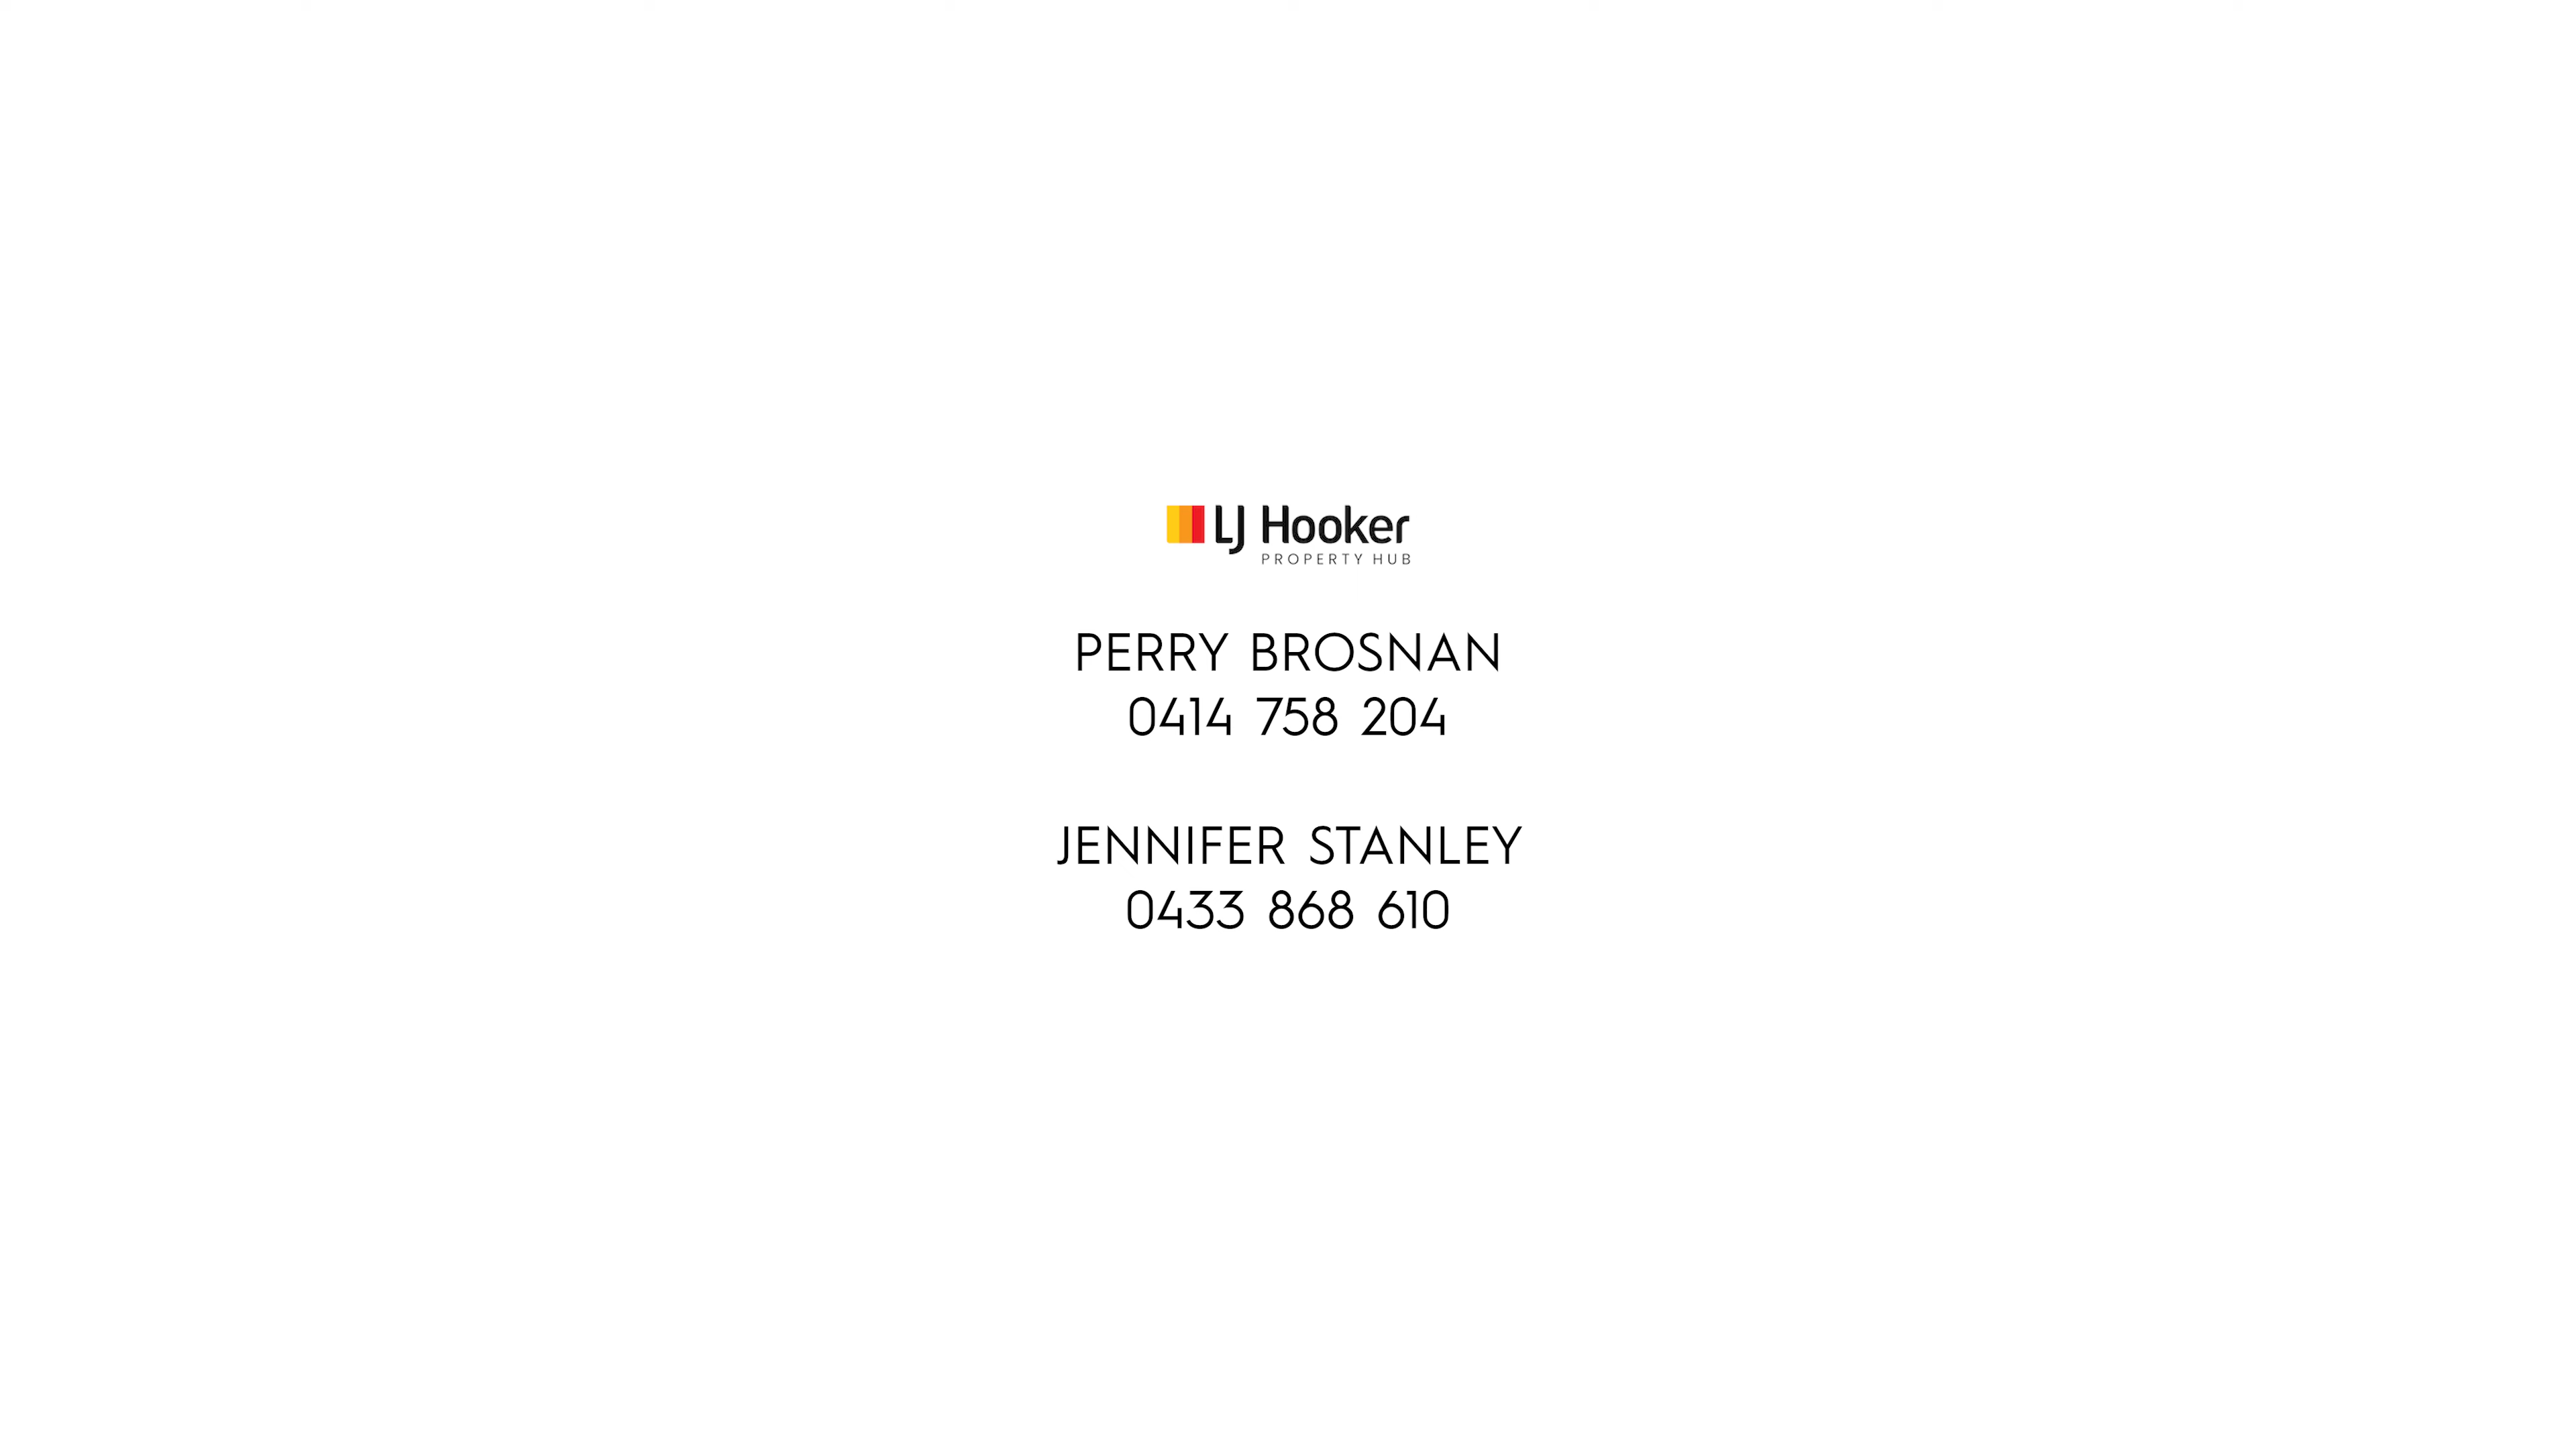 LJ Hooker
PROPERTY HUB
PERRY BROSNAN
0414 758 204
JENNIFER STANLEY
0433 868 610